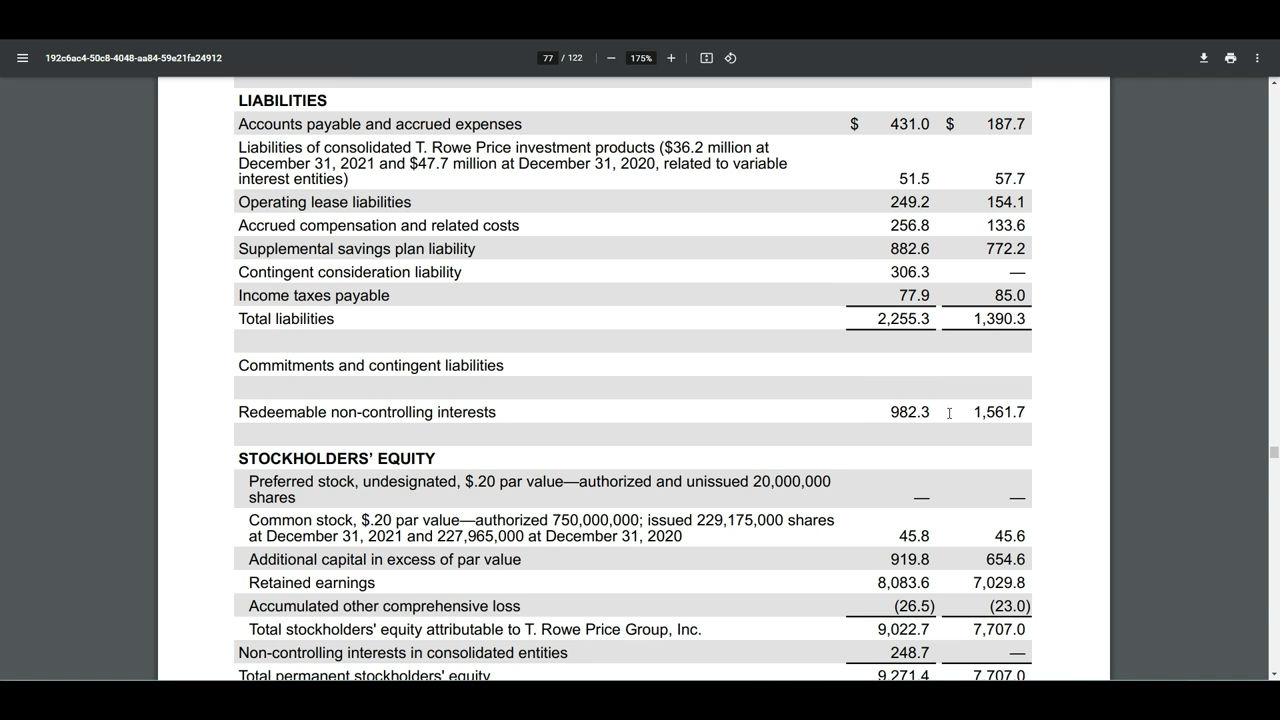 192c6ac4-50c8-4048-aa84-59e21fa24912 77 / 122 175%
LIABILITIES
Accounts payable and accrued expenses $ 431.0 $ 187.7
Liabilities of consolidated T. Rowe Price investment products ($36.2 million at
December 31, 2021 and $47.7 million at December 31, 2020, related to variable
interest entities) 51.5 57.7
Operating lease liabilities 249.2 154.1
Accrued compensation and related costs 256.8 133.6
Supplemental savings plan liability 882.6 772.2
Contingent consideration liability 306.3 —
Income taxes payable 77.9 85.0
Total liabilities 2,255.3 1,390.3
Commitments and contingent liabilities
Redeemable non-controlling interests 982.3 1,561.7
STOCKHOLDERS’ EQUITY
Preferred stock, undesignated, $.20 par value—authorized and unissued 20,000,000
shares — —
Common stock, $.20 par value—authorized 750,000,000; issued 229,175,000 shares
at December 31, 2021 and 227,965,000 at December 31, 2020 45.8 45.6
Additional capital in excess of par value 919.8 654.6
Retained earnings 8,083.6 7,029.8
Accumulated other comprehensive loss (26.5) (23.0)
Total stockholders' equity attributable to T. Rowe Price Group, Inc. 9,022.7 7,707.0
Non-controlling interests in consolidated entities 248.7 —
Total permanent stockholders' equity 9,271.4 7,707.0